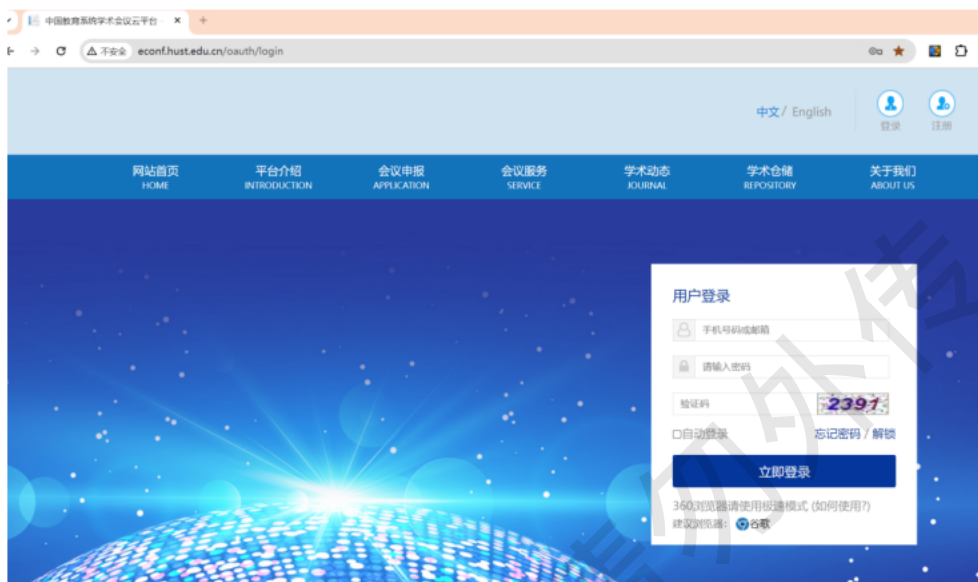 中国教育系统学术会议云平台
不安全 econf.hust.edu.cn/oauth/login
中文 / English
登录 注册
网站首页 平台介绍 会议申报 会议服务 学术动态 学术仓储 关于我们
HOME INTRODUCTION APPLICATION SERVICE JOURNAL REPOSITORY ABOUT US
用户登录
手机号码或邮箱
请输入密码
验证码 2391
自动登录 忘记密码 / 解锁
立即登录
360浏览器请使用极速模式 (如何使用?)
建议浏览器: 谷歌
请勿外传